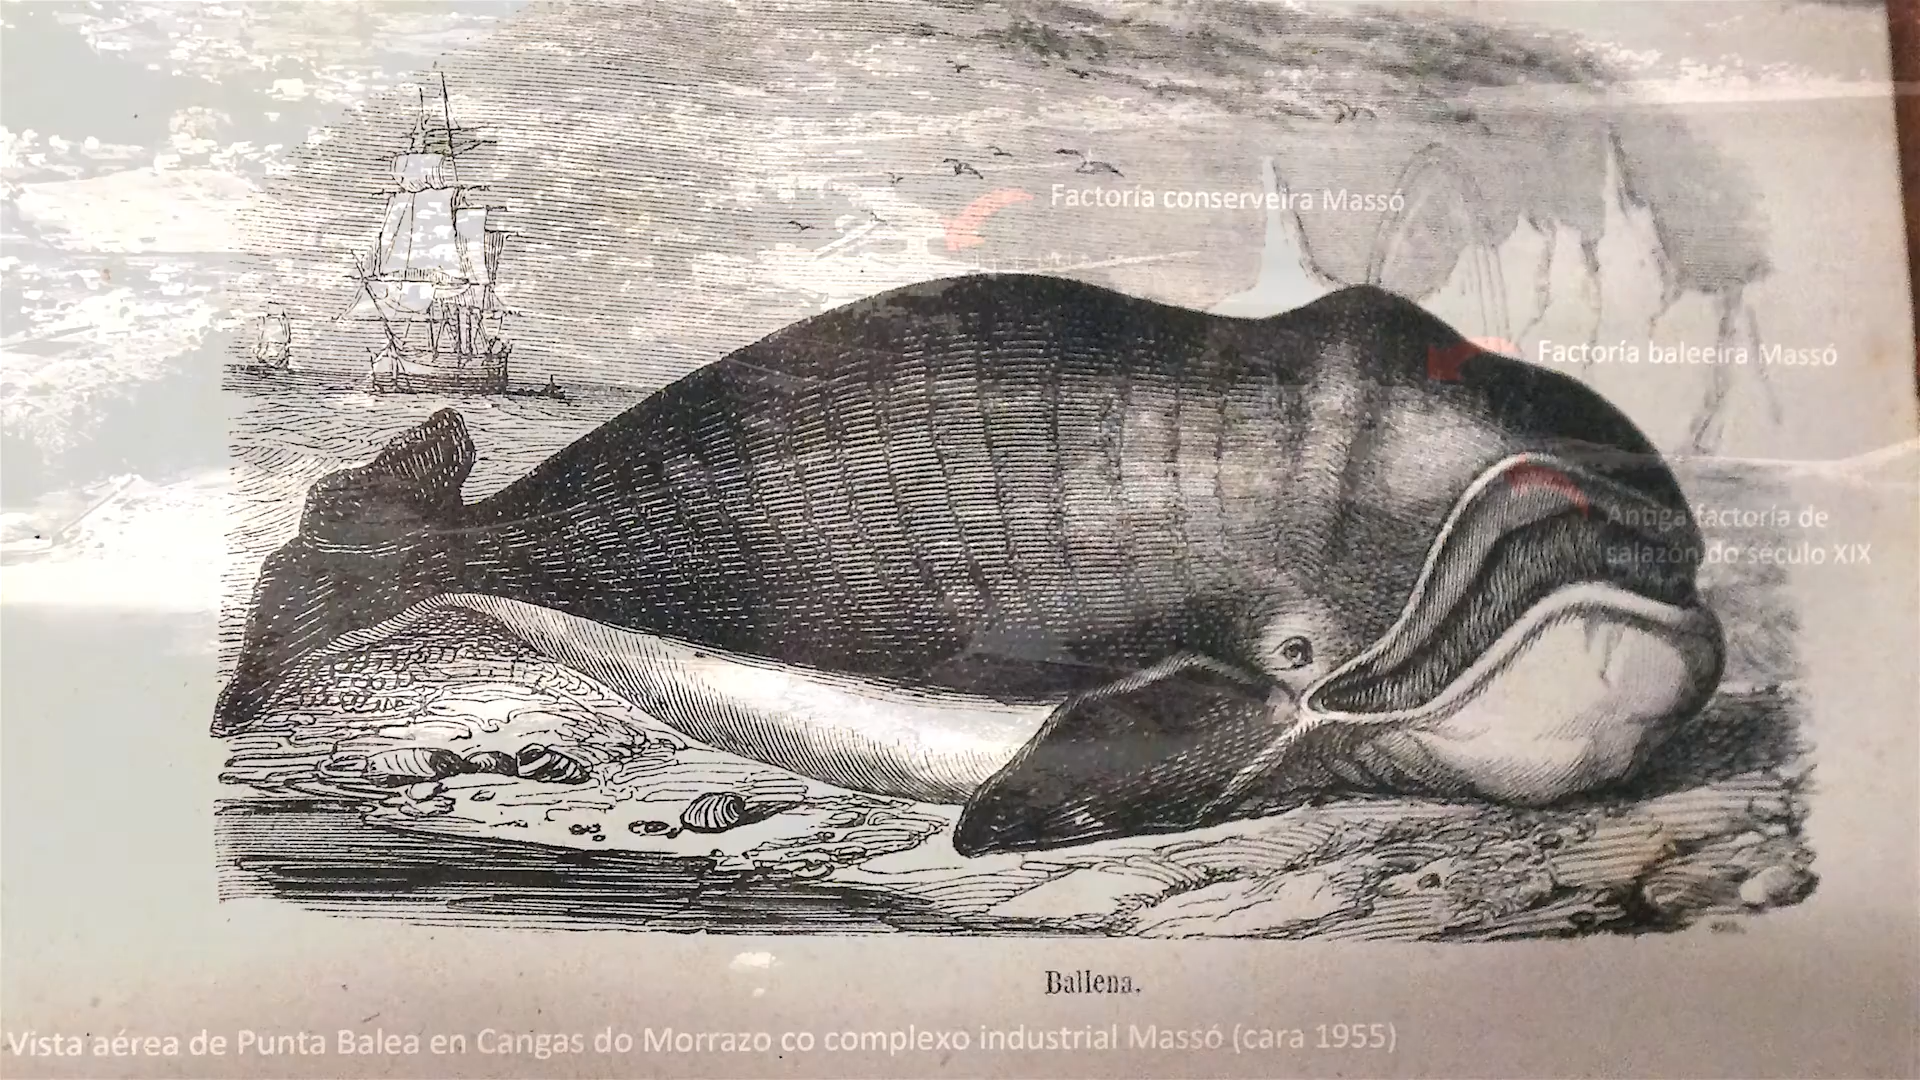 Factoría conserveira Massó
Factoría baleeira Massó
Antiga factoría de
salazón do século XIX
Ballena.
Vista aérea de Punta Balea en Cangas do Morrazo co complexo industrial Massó (cara 1955)